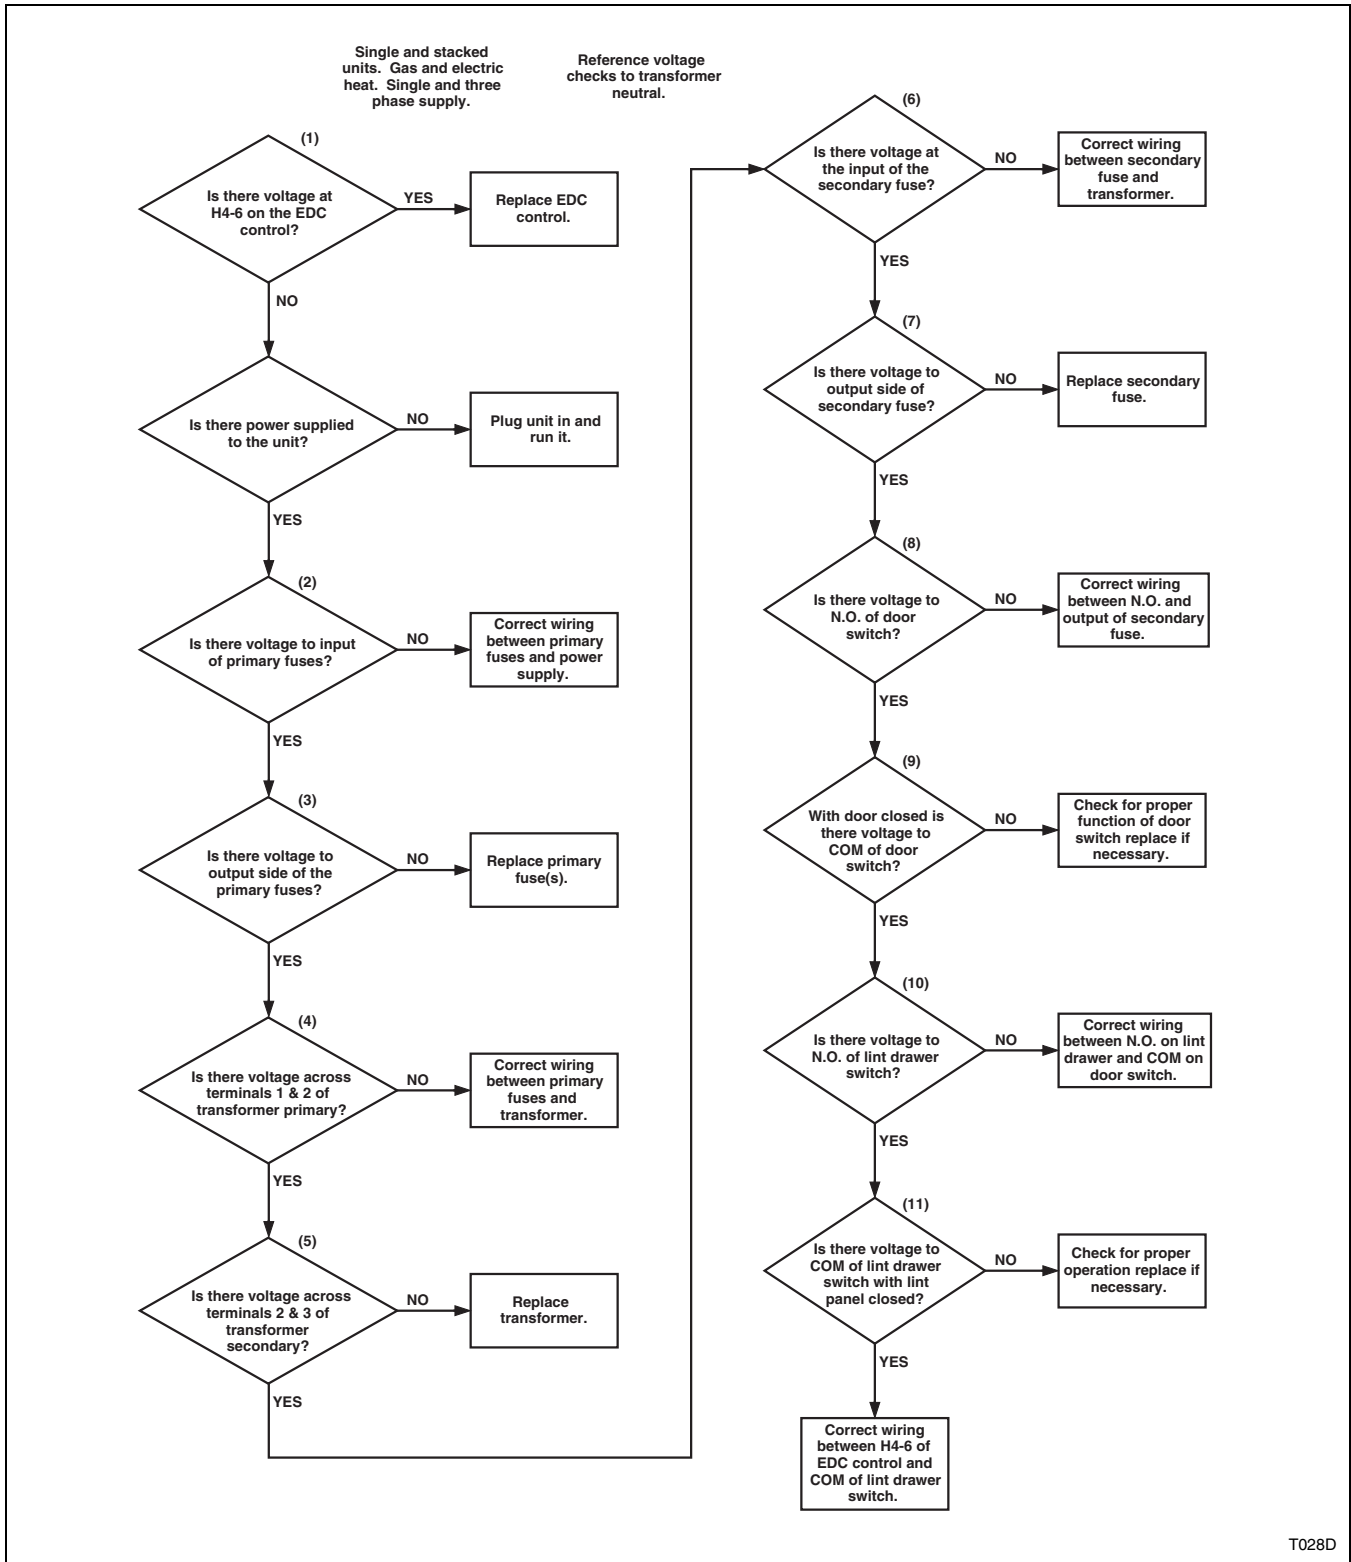 Single and stacked
units.  Gas and electric
heat.  Single and three
phase supply.
Reference voltage
checks to transformer
neutral.
(1)
Is there voltage at
H4-6 on the EDC
control?
YES
Replace EDC
control.
NO
Is there power supplied
to the unit?
NO
Plug unit in and
run it.
YES
(2)
Is there voltage to input
of primary fuses?
NO
Correct wiring
between primary
fuses and power
supply.
YES
(3)
Is there voltage to
output side of the
primary fuses?
NO
Replace primary
fuse(s).
YES
(4)
Is there voltage across
terminals 1 & 2 of
transformer primary?
NO
Correct wiring
between primary
fuses and
transformer.
YES
(5)
Is there voltage across
terminals 2 & 3 of
transformer
secondary?
NO
Replace
transformer.
YES
(6)
Is there voltage at
the input of the
secondary fuse?
NO
Correct wiring
between secondary
fuse and
transformer.
YES
(7)
Is there voltage to
output side of
secondary fuse?
NO
Replace secondary
fuse.
YES
(8)
Is there voltage to
N.O. of door
switch?
NO
Correct wiring
between N.O. and
output of secondary
fuse.
YES
(9)
With door closed is
there voltage to
COM of door
switch?
NO
Check for proper
function of door
switch replace if
necessary.
YES
(10)
Is there voltage to
N.O. of lint drawer
switch?
NO
Correct wiring
between N.O. on lint
drawer and COM on
door switch.
YES
(11)
Is there voltage to
COM of lint drawer
switch with lint
panel closed?
NO
Check for proper
operation replace if
necessary.
YES
Correct wiring
between H4-6 of
EDC control and
COM of lint drawer
switch.
T028D